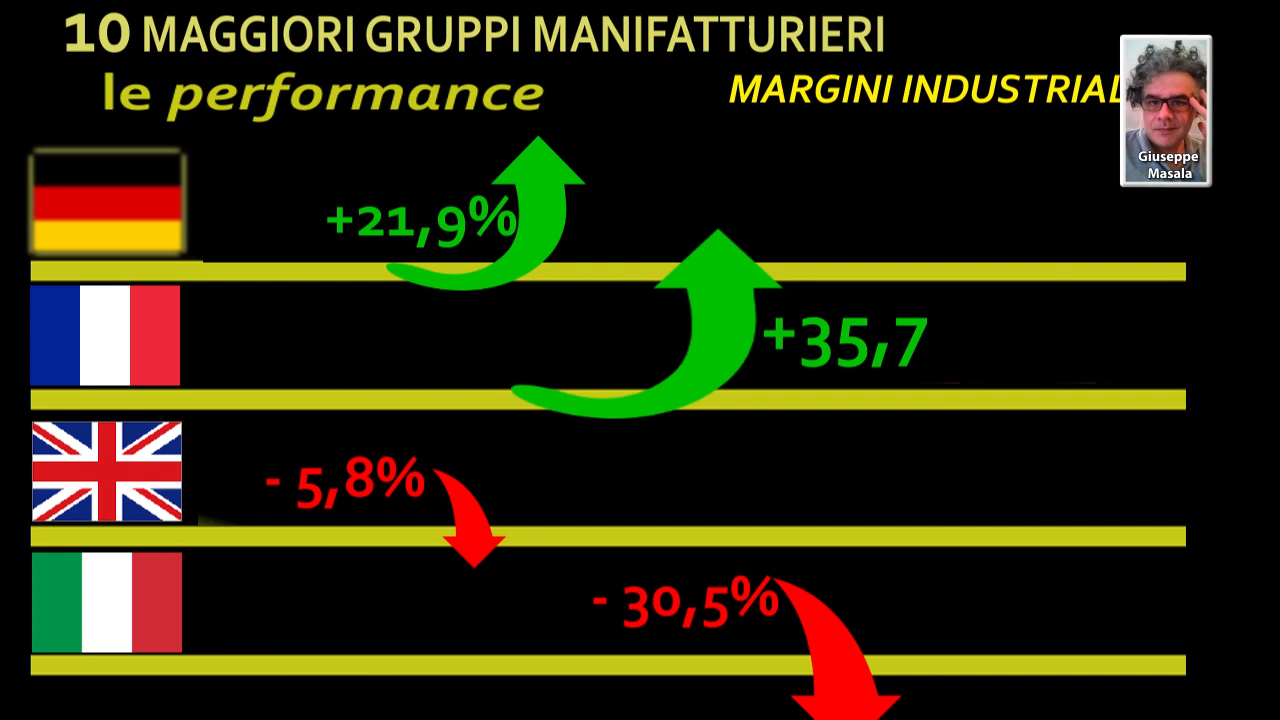 10 MAGGIORI GRUPPI MANIFATTURIERI
le performance
MARGINI INDUSTRIAL
Giuseppe
Masala
+21,9%
+35,7
- 5,8%
- 30,5%